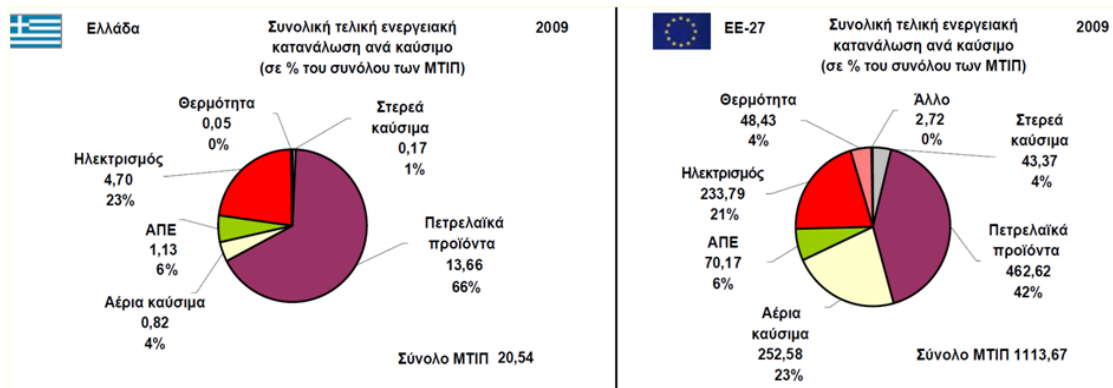 Ελλάδα
Συνολική τελική ενεργειακή
κατανάλωση ανά καύσιμο
(σε % του συνόλου των ΜΤΙΠ)
2009
Θερμότητα
0,05
0%
Στερεά
καύσιμα
0,17
1%
Ηλεκτρισμός
4,70
23%
ΑΠΕ
1,13
6%
Πετρελαϊκά
προϊόντα
13,66
66%
Αέρια καύσιμα
0,82
4%
Σύνολο ΜΤΙΠ 20,54
ΕΕ-27
Συνολική τελική ενεργειακή
κατανάλωση ανά καύσιμο
(σε % του συνόλου των ΜΤΙΠ)
2009
Θερμότητα
48,43
4%
Άλλο
2,72
0%
Στερεά
καύσιμα
43,37
4%
Ηλεκτρισμός
233,79
21%
ΑΠΕ
70,17
6%
Πετρελαϊκά
προϊόντα
462,62
42%
Αέρια
καύσιμα
252,58
23%
Σύνολο ΜΤΙΠ 1113,67